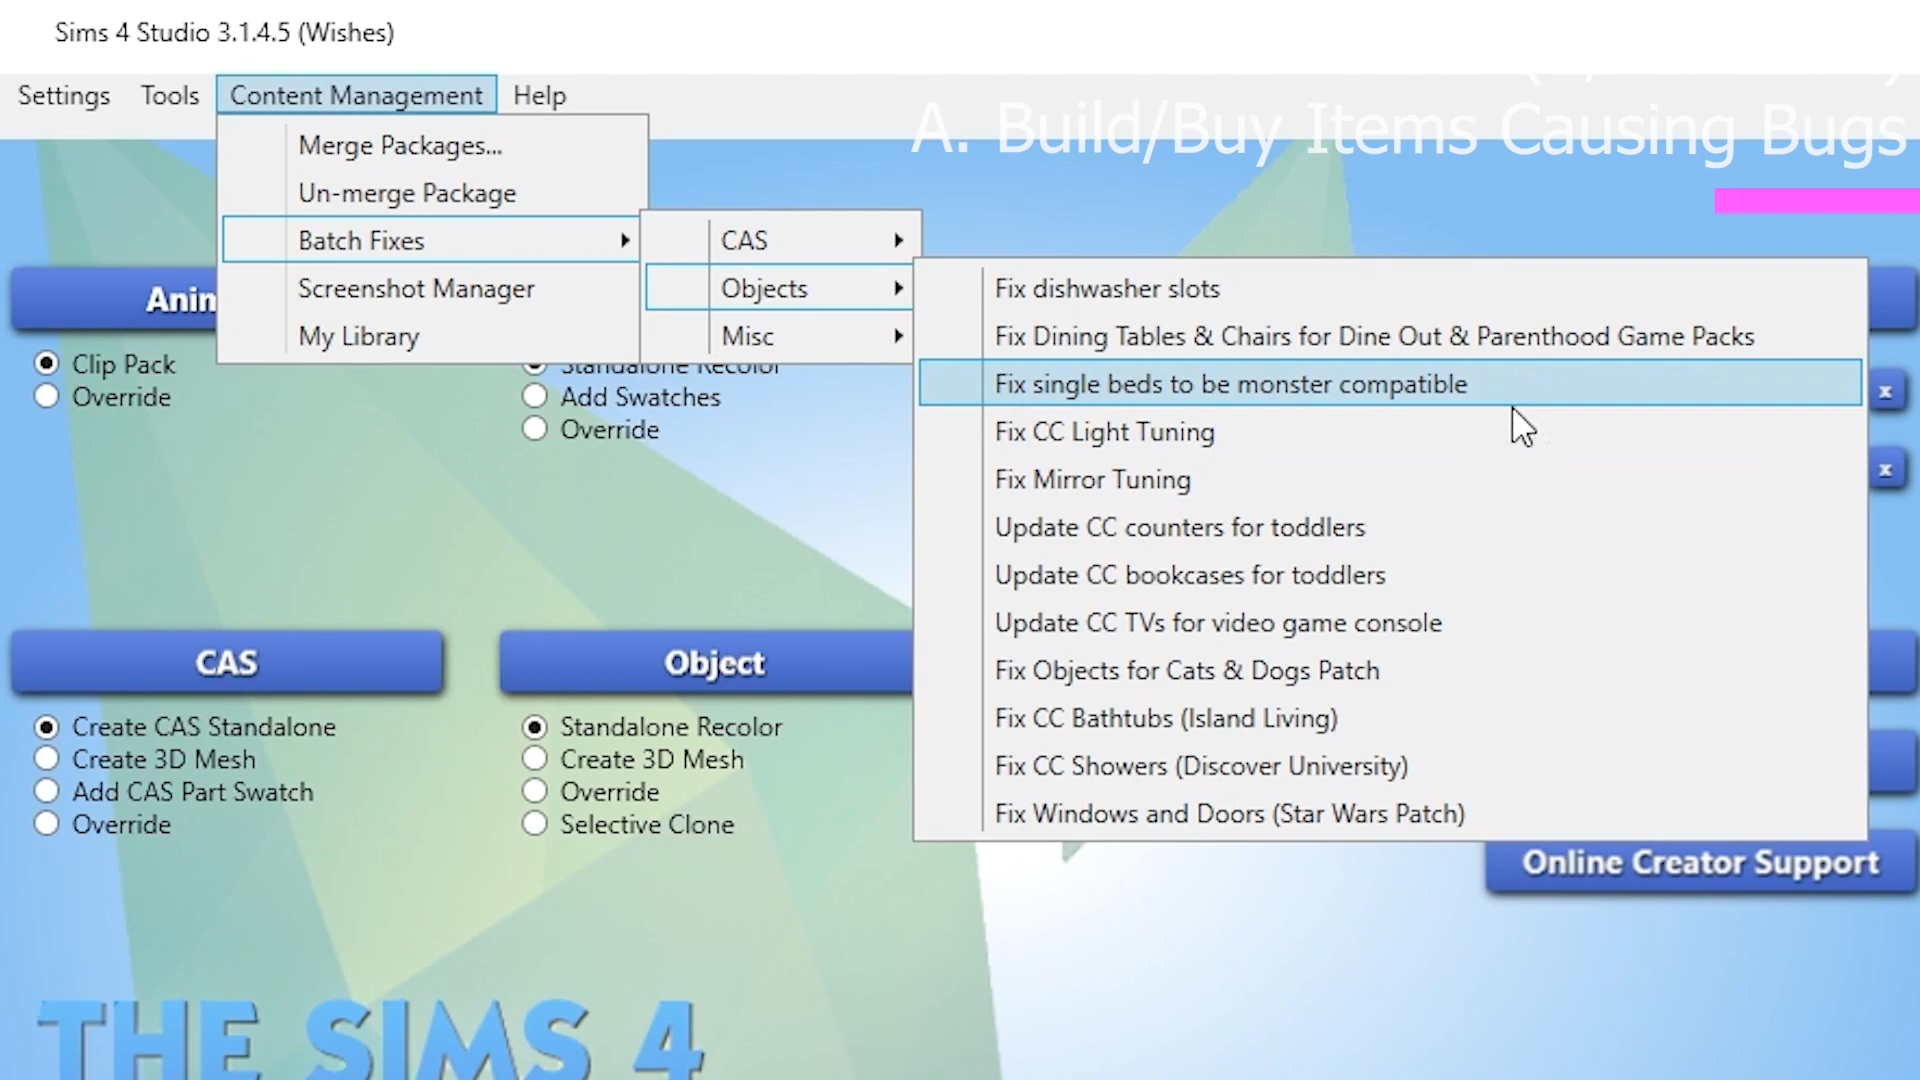 Sims 4 Studio 3.1.4.5 (Wishes)
Settings Tools Content Management Help
A. Build/Buy Items Causing Bugs
Merge Packages...
Un-merge Package
Batch Fixes
Screenshot Manager
My Library
CAS
Objects
Misc
Fix dishwasher slots
Fix Dining Tables & Chairs for Dine Out & Parenthood Game Packs
Fix single beds to be monster compatible
Fix CC Light Tuning
Fix Mirror Tuning
Update CC counters for toddlers
Update CC bookcases for toddlers
Update CC TVs for video game console
Fix Objects for Cats & Dogs Patch
Fix CC Bathtubs (Island Living)
Fix CC Showers (Discover University)
Fix Windows and Doors (Star Wars Patch)
Anim
Clip Pack
Override
Standalone Recolor
Add Swatches
Override
x
x
CAS
Create CAS Standalone
Create 3D Mesh
Add CAS Part Swatch
Override
Object
Standalone Recolor
Create 3D Mesh
Override
Selective Clone
Online Creator Support
THE SIMS 4